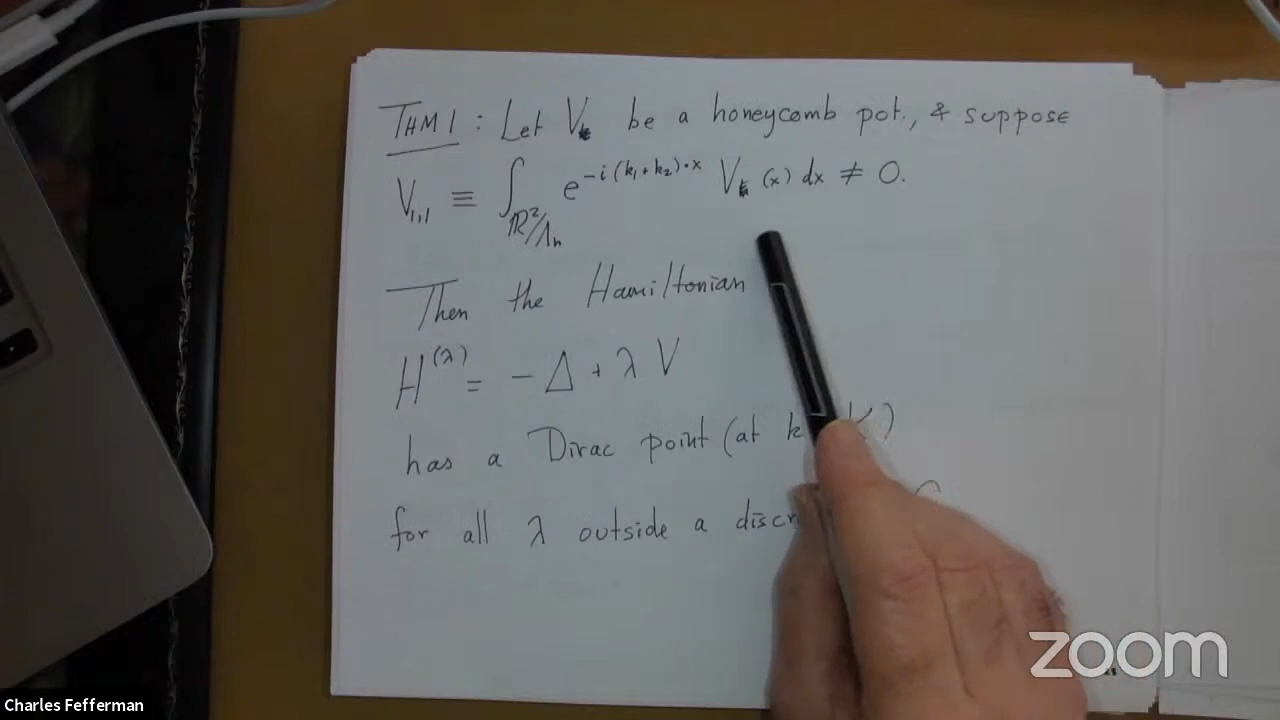 THM 1 : Let V be a honeycomb pot., & suppose
V₁,₁ ≡ ∫_{ℝ²/Λₕ} e^{-i(k₁+k₂)·x} V(x) dx ≠ 0.
Then the Hamiltonian
H^{(λ)} = -Δ + λ V
has a Dirac point (at k K)
for all λ outside a discr C
zoom
Charles Fefferman